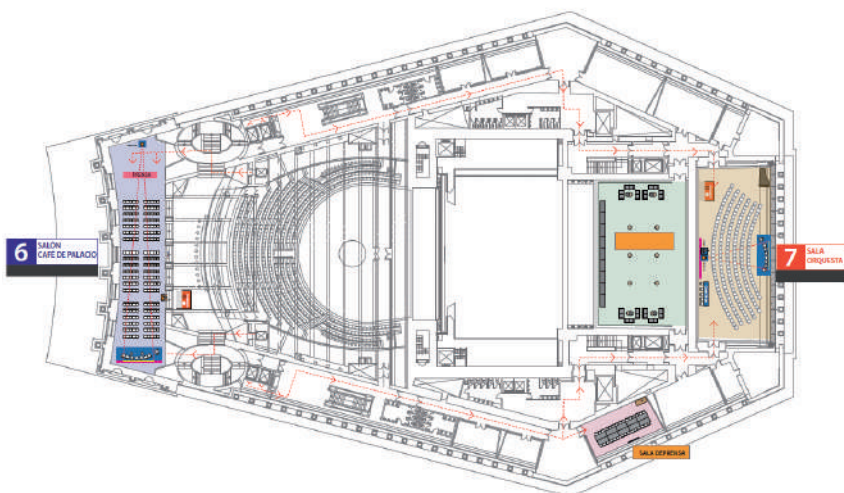 6
SALÓN
CAFÉ DE PALACIO
7
SALA
ORQUESTA
SALA DE PRENSA